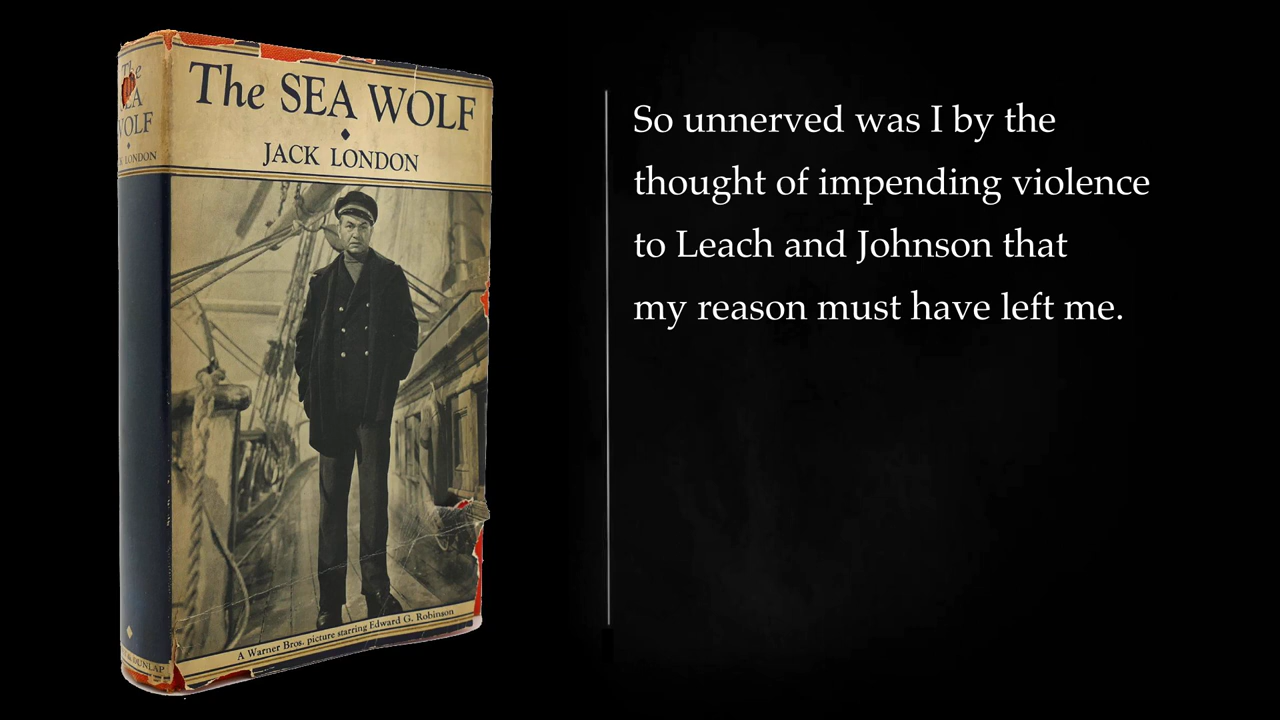 The
SEA
WOLF
LONDON
DUNLAP
The SEA WOLF
JACK LONDON
A Warner Bros. picture starring Edward G. Robinson
So unnerved was I by the
thought of impending violence
to Leach and Johnson that
my reason must have left me.